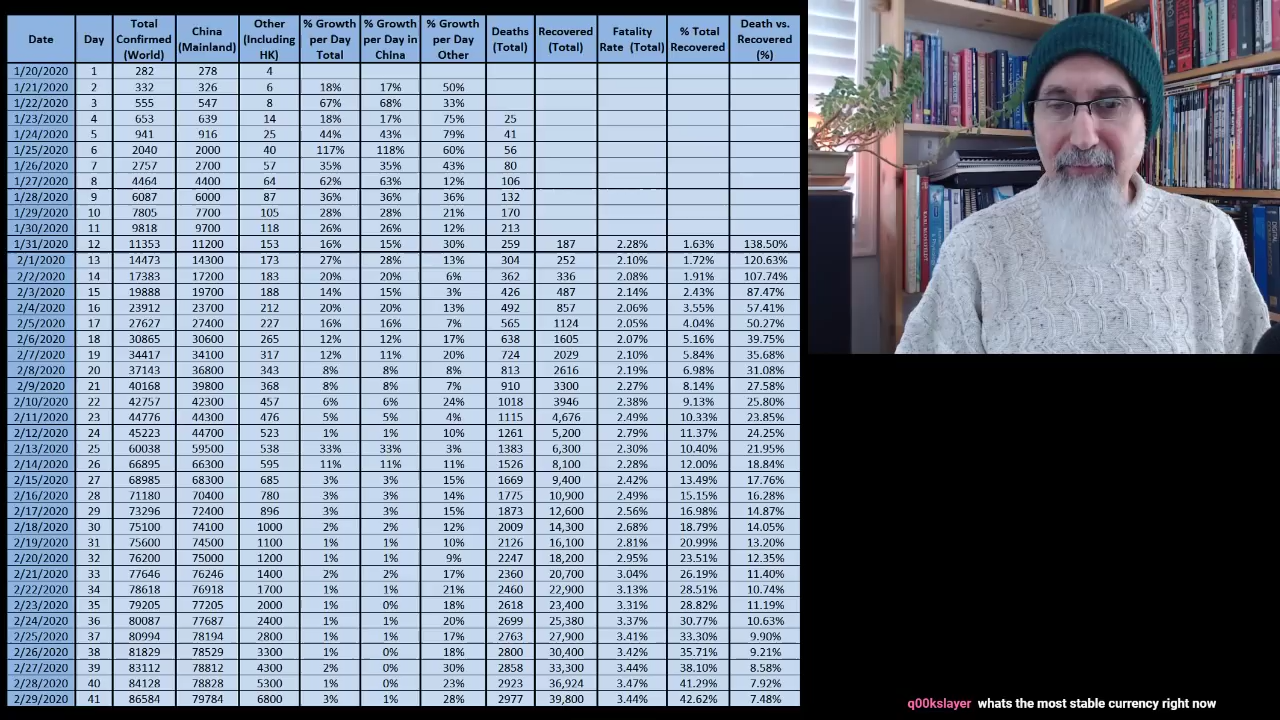 Date Day Total Confirmed (World) China (Mainland) Other (Including HK) % Growth per Day Total % Growth per Day in China % Growth per Day Other Deaths (Total) Recovered (Total) Fatality Rate (Total) % Total Recovered Death vs. Recovered (%)
1/20/2020 1 282 278 4
1/21/2020 2 332 326 6 18% 17% 50%
1/22/2020 3 555 547 8 67% 68% 33%
1/23/2020 4 653 639 14 18% 17% 75% 25
1/24/2020 5 941 916 25 44% 43% 79% 41
1/25/2020 6 2040 2000 40 117% 118% 60% 56
1/26/2020 7 2757 2700 57 35% 35% 43% 80
1/27/2020 8 4464 4400 64 62% 63% 12% 106
1/28/2020 9 6087 6000 87 36% 36% 36% 132
1/29/2020 10 7805 7700 105 28% 28% 21% 170
1/30/2020 11 9818 9700 118 26% 26% 12% 213
1/31/2020 12 11353 11200 153 16% 15% 30% 259 187 2.28% 1.63% 138.50%
2/1/2020 13 14473 14300 173 27% 28% 13% 304 252 2.10% 1.72% 120.63%
2/2/2020 14 17383 17200 183 20% 20% 6% 362 336 2.08% 1.91% 107.74%
2/3/2020 15 19888 19700 188 14% 15% 3% 426 487 2.14% 2.43% 87.47%
2/4/2020 16 23912 23700 212 20% 20% 13% 492 857 2.06% 3.55% 57.41%
2/5/2020 17 27627 27400 227 16% 16% 7% 565 1124 2.05% 4.04% 50.27%
2/6/2020 18 30865 30600 265 12% 12% 17% 638 1605 2.07% 5.16% 39.75%
2/7/2020 19 34417 34100 317 12% 11% 20% 724 2029 2.10% 5.84% 35.68%
2/8/2020 20 37143 36800 343 8% 8% 8% 813 2616 2.19% 6.98% 31.08%
2/9/2020 21 40168 39800 368 8% 8% 7% 910 3300 2.27% 8.14% 27.58%
2/10/2020 22 42757 42300 457 6% 6% 24% 1018 3946 2.38% 9.13% 25.80%
2/11/2020 23 44776 44300 476 5% 5% 4% 1115 4,676 2.49% 10.33% 23.85%
2/12/2020 24 45223 44700 523 1% 1% 10% 1261 5,200 2.79% 11.37% 24.25%
2/13/2020 25 60038 59500 538 33% 33% 3% 1383 6,300 2.30% 10.40% 21.95%
2/14/2020 26 66895 66300 595 11% 11% 11% 1526 8,100 2.28% 12.00% 18.84%
2/15/2020 27 68985 68300 685 3% 3% 15% 1669 9,400 2.42% 13.49% 17.76%
2/16/2020 28 71180 70400 780 3% 3% 14% 1775 10,900 2.49% 15.15% 16.28%
2/17/2020 29 73296 72400 896 3% 3% 15% 1873 12,600 2.56% 16.98% 14.87%
2/18/2020 30 75100 74100 1000 2% 2% 12% 2009 14,300 2.68% 18.79% 14.05%
2/19/2020 31 75600 74500 1100 1% 1% 10% 2126 16,100 2.81% 20.99% 13.20%
2/20/2020 32 76200 75000 1200 1% 1% 9% 2247 18,200 2.95% 23.51% 12.35%
2/21/2020 33 77646 76246 1400 2% 2% 17% 2360 20,700 3.04% 26.19% 11.40%
2/22/2020 34 78618 76918 1700 1% 1% 21% 2460 22,900 3.13% 28.51% 10.74%
2/23/2020 35 79205 77205 2000 1% 0% 18% 2618 23,400 3.31% 28.82% 11.19%
2/24/2020 36 80087 77687 2400 1% 1% 20% 2699 25,380 3.37% 30.77% 10.63%
2/25/2020 37 80994 78194 2800 1% 1% 17% 2763 27,900 3.41% 33.30% 9.90%
2/26/2020 38 81829 78529 3300 1% 0% 18% 2800 30,400 3.42% 35.71% 9.21%
2/27/2020 39 83112 78812 4300 2% 0% 30% 2858 33,300 3.44% 38.10% 8.58%
2/28/2020 40 84128 78828 5300 1% 0% 23% 2923 36,924 3.47% 41.29% 7.92%
2/29/2020 41 86584 79784 6800 3% 1% 28% 2977 39,800 3.44% 42.62% 7.48%
q00kslayer whats the most stable currency right now